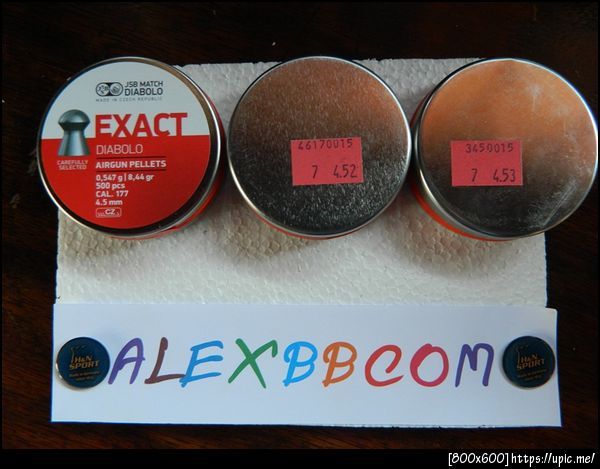 JSB MATCH
DIABOLO
MADE IN CZECH REPUBLIC
EXACT
DIABOLO
AIRGUN PELLETS
CAREFULLY
SELECTED
0,547 g | 8,44 gr
500 pcs
CAL. 177
4.5 mm
CZ
46170015
7 4.52
3450015
7 4.53
H&N
SPORT
ALEXBBCOM
H&N
SPORT
[800x600]https://upic.me/